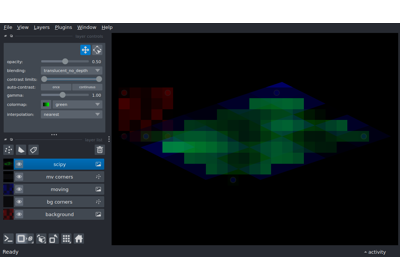 File View Layers Plugins Window Help
opacity: 0.50
blending: translucent_no_depth
contrast limits:
auto-contrast: once continuous
gamma: 1.00
colormap: green
interpolation: nearest
scipy
mv corners
moving
bg corners
background
Ready activity